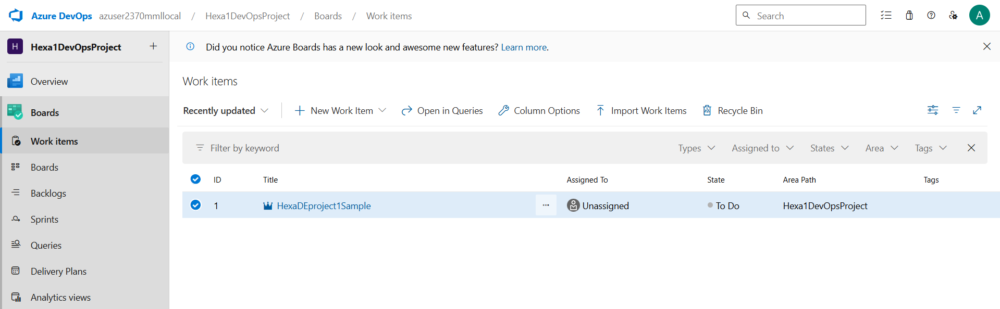 Azure DevOps azuser2370mmllocal / Hexa1DevOpsProject / Boards / Work items Search A
H Hexa1DevOpsProject
Did you notice Azure Boards has a new look and awesome new features? Learn more.
Overview
Boards
Work items
Boards
Backlogs
Sprints
Queries
Delivery Plans
Analytics views
Work items
Recently updated New Work Item Open in Queries Column Options Import Work Items Recycle Bin
Filter by keyword Types Assigned to States Area Tags
ID Title Assigned To State Area Path Tags
1 HexaDEproject1Sample ... Unassigned To Do Hexa1DevOpsProject